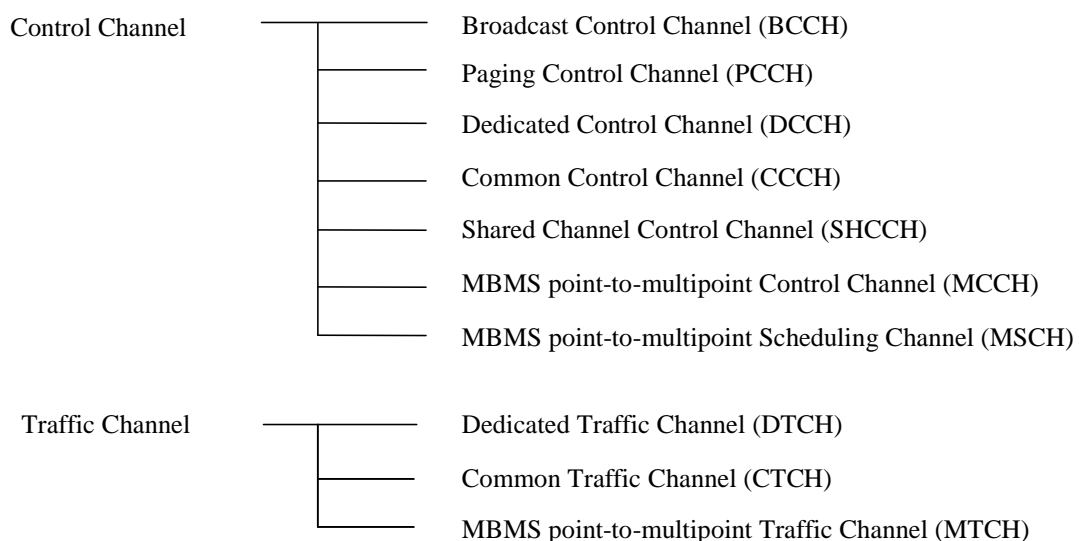 Control Channel
Broadcast Control Channel (BCCH)
Paging Control Channel (PCCH)
Dedicated Control Channel (DCCH)
Common Control Channel (CCCH)
Shared Channel Control Channel (SHCCH)
MBMS point-to-multipoint Control Channel (MCCH)
MBMS point-to-multipoint Scheduling Channel (MSCH)
Traffic Channel
Dedicated Traffic Channel (DTCH)
Common Traffic Channel (CTCH)
MBMS point-to-multipoint Traffic Channel (MTCH)